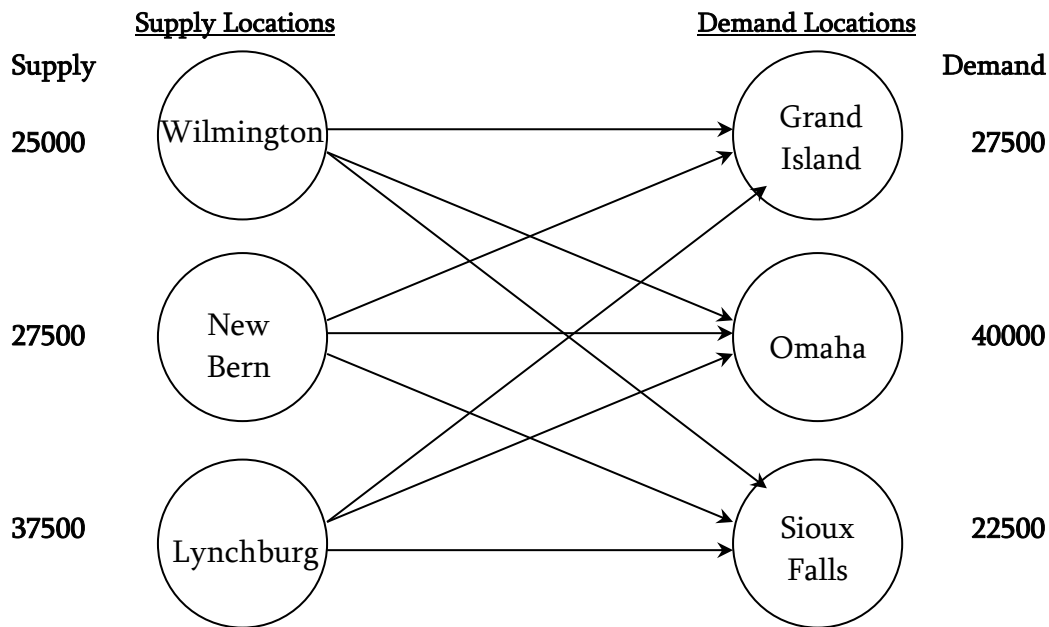 Supply Locations
Demand Locations
Supply
Demand
25000
Wilmington
Grand
Island
27500
27500
New
Bern
Omaha
40000
37500
Lynchburg
Sioux
Falls
22500